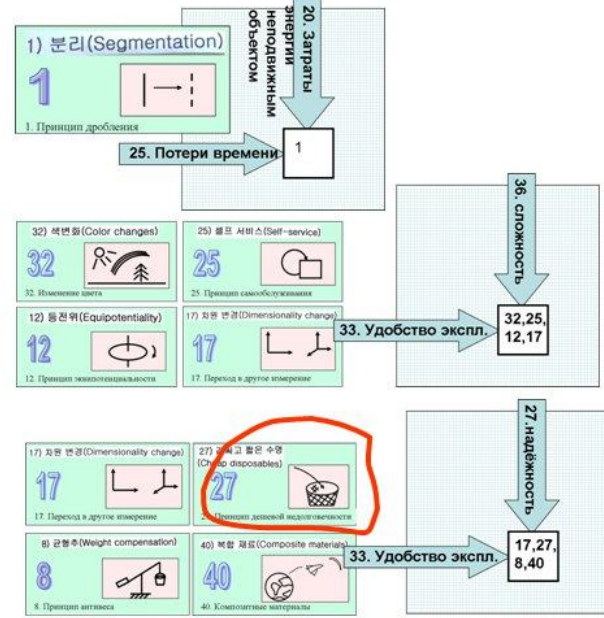 1) 분리(Segmentation)
1
1. Принцип дробления
20. Затраты
энергии
неподвижным
объектом
25. Потери времени
1
32) 색변화(Color changes)
32
32. Изменение цвета
25) 셀프 서비스(Self-service)
25
25. Принцип самообслуживания
12) 등전위(Equipotentiality)
12
12. Принцип эквипотенциальности
17) 차원 변경(Dimensionality change)
17
17. Переход в другое измерение
36. сложность
33. Удобство экспл.
32,25,
12,17
17) 차원 변경(Dimensionality change)
17
17. Переход в другое измерение
27) 짧은 수명
(Cheap disposables)
27
Принцип дешевой недолговечности
8) 균형추(Weight compensation)
8
8. Принцип антивеса
40) 복합 재료(Composite materials)
40
40. Композитные материалы
27.надёжность
33. Удобство экспл.
17,27,
8,40